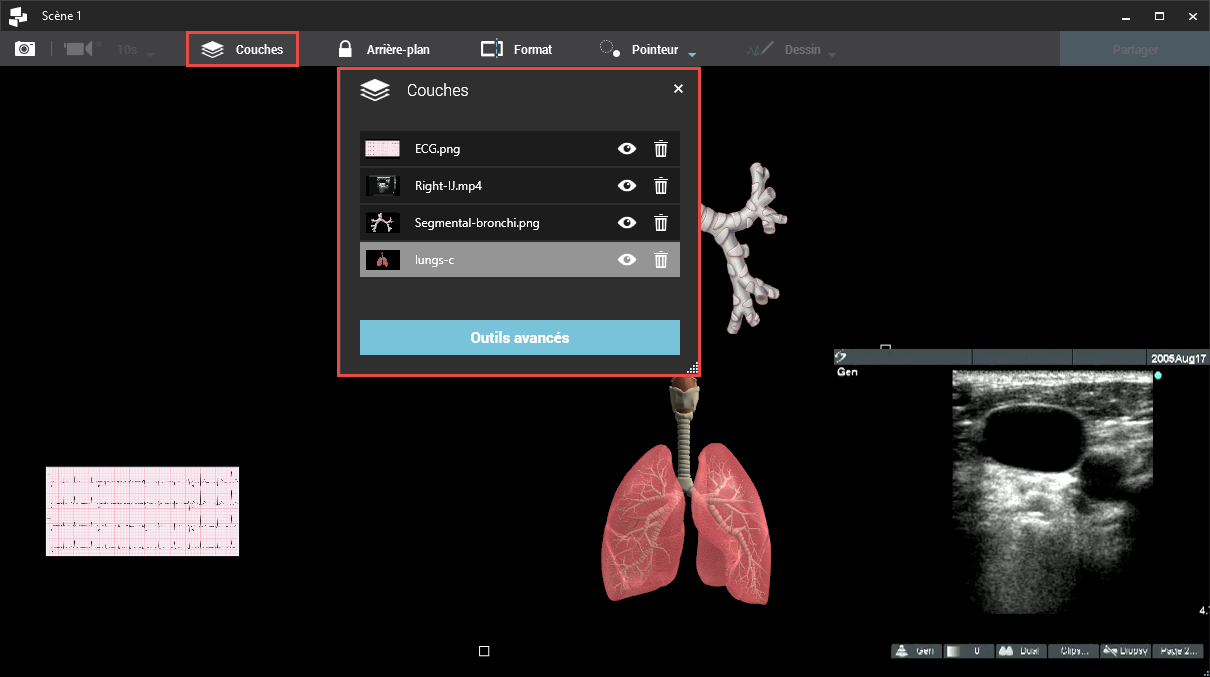 Scène 1
10s
Couches
Arrière-plan
Format
Pointeur
Dessin
Partager
Couches
ECG.png
Right-IJ.mp4
Segmental-bronchi.png
lungs-c
Outils avancés
2005Aug17
Gen
4.
Gen
0
Dual
Clips...
Biopsy
Page 2...